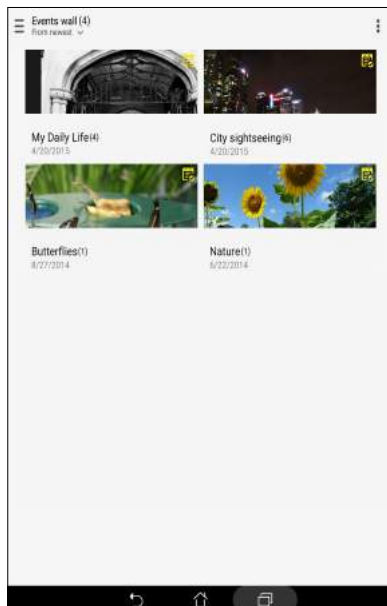 Events wall (4)
From newest
My Daily Life(4)
4/20/2015
City sightseeing(6)
4/20/2015
Butterflies(1)
8/27/2014
Nature(1)
6/22/2014